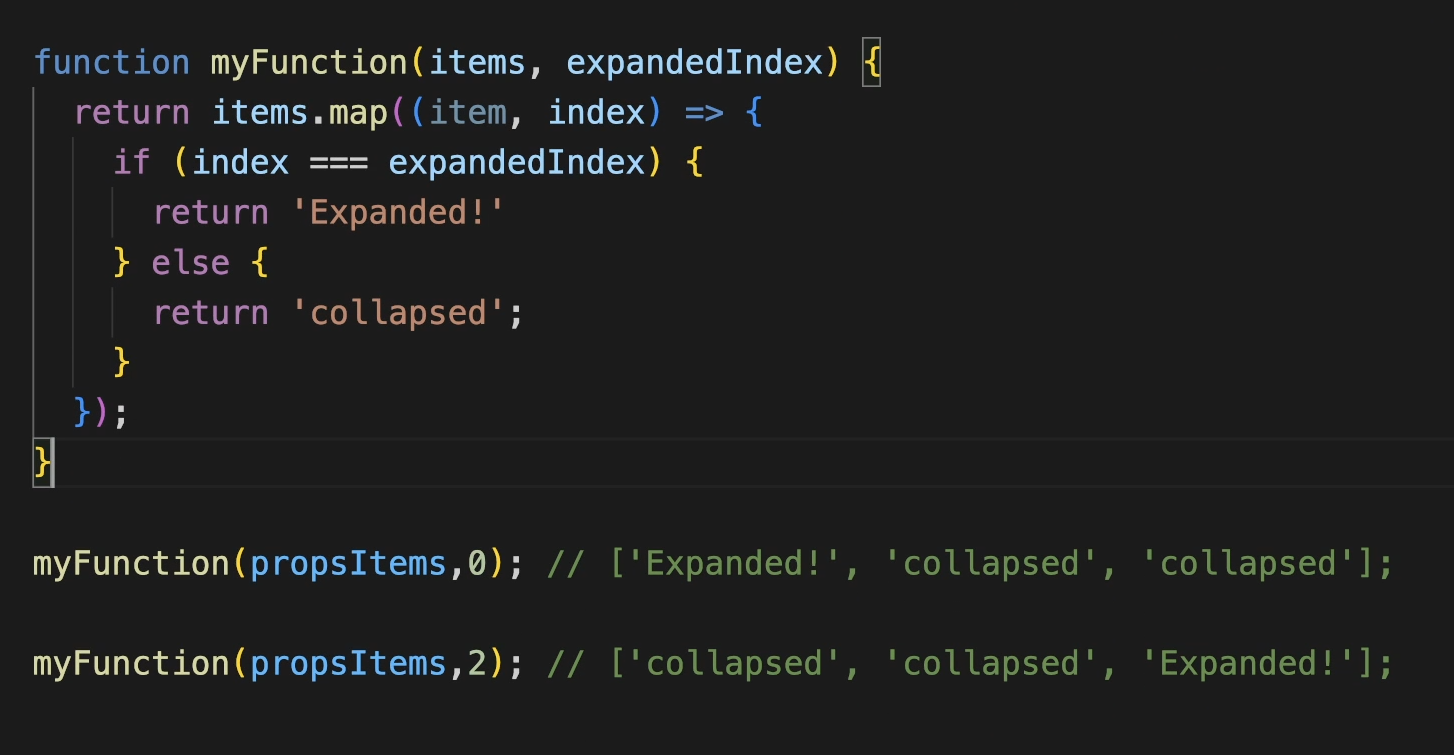 function myFunction(items, expandedIndex) {
  return items.map((item, index) => {
    if (index === expandedIndex) {
      return 'Expanded!'
    } else {
      return 'collapsed';
    }
  });
}
myFunction(propsItems,0); // ['Expanded!', 'collapsed', 'collapsed'];
myFunction(propsItems,2); // ['collapsed', 'collapsed', 'Expanded!'];